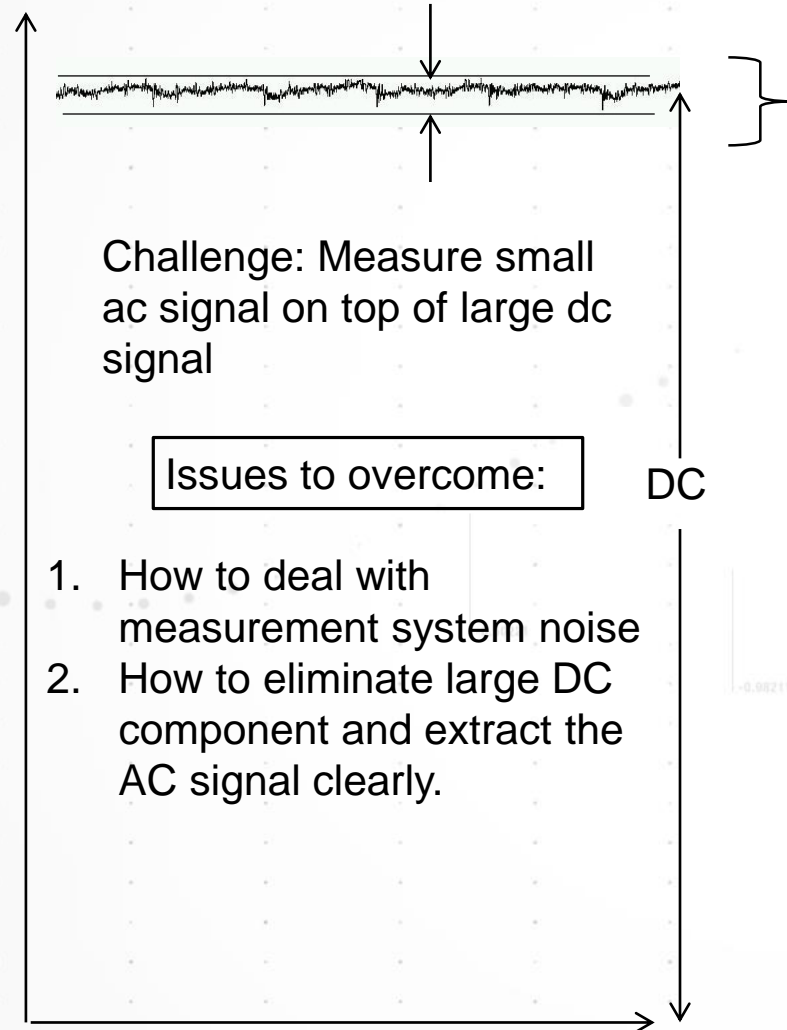 Challenge: Measure small
ac signal on top of large dc
signal
Issues to overcome:
DC
1. How to deal with
measurement system noise
2. How to eliminate large DC
component and extract the
AC signal clearly.